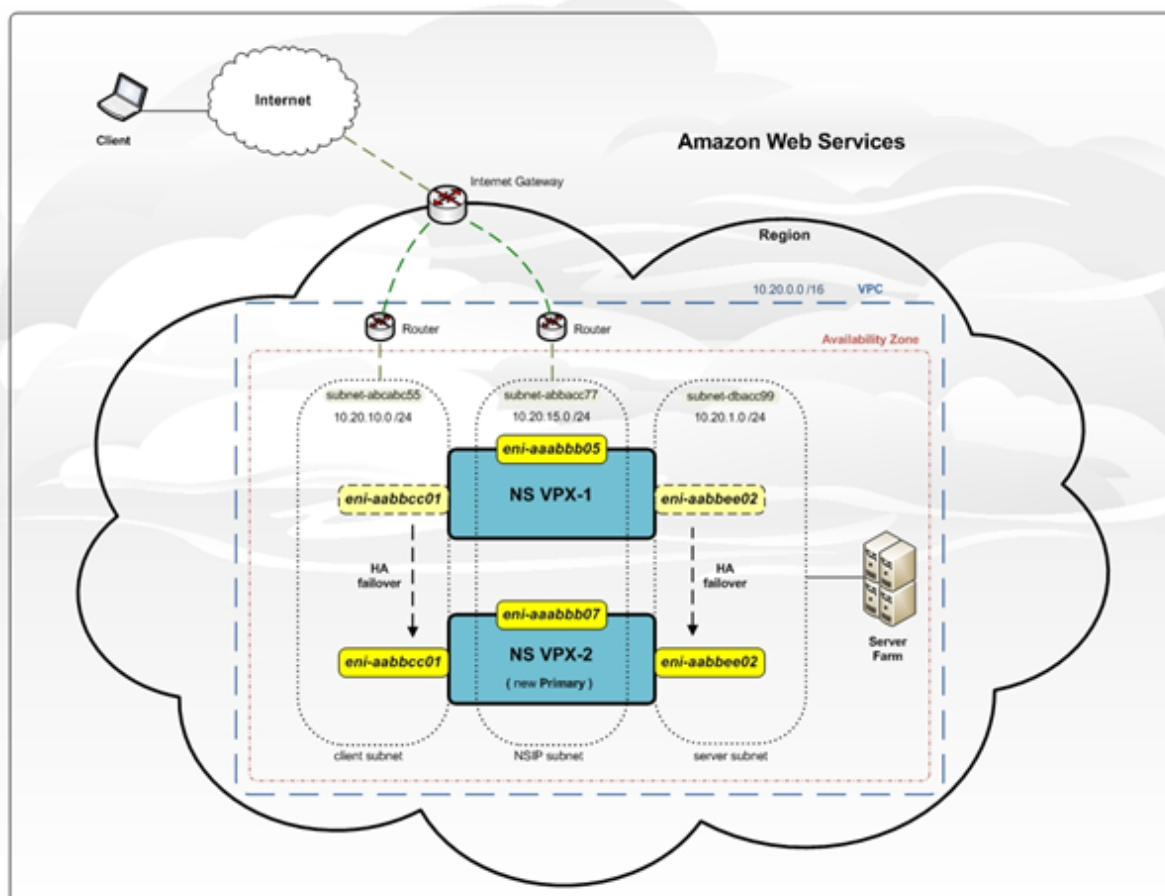 Internet
Client
Amazon Web Services
Internet Gateway
Region
10.20.0.0 /16 VPC
Router
Router
Availability Zone
subnet-abcabc55
10.20.10.0 /24
subnet-abbacc77
10.20.15.0 /24
subnet-dbacc99
10.20.1.0 /24
eni-aaabbb05
NS VPX-1
eni-aabbcc01
eni-aabbee02
HA
failover
HA
failover
eni-aaabbb07
NS VPX-2
( new Primary )
eni-aabbcc01
eni-aabbee02
Server
Farm
client subnet
NSIP subnet
server subnet